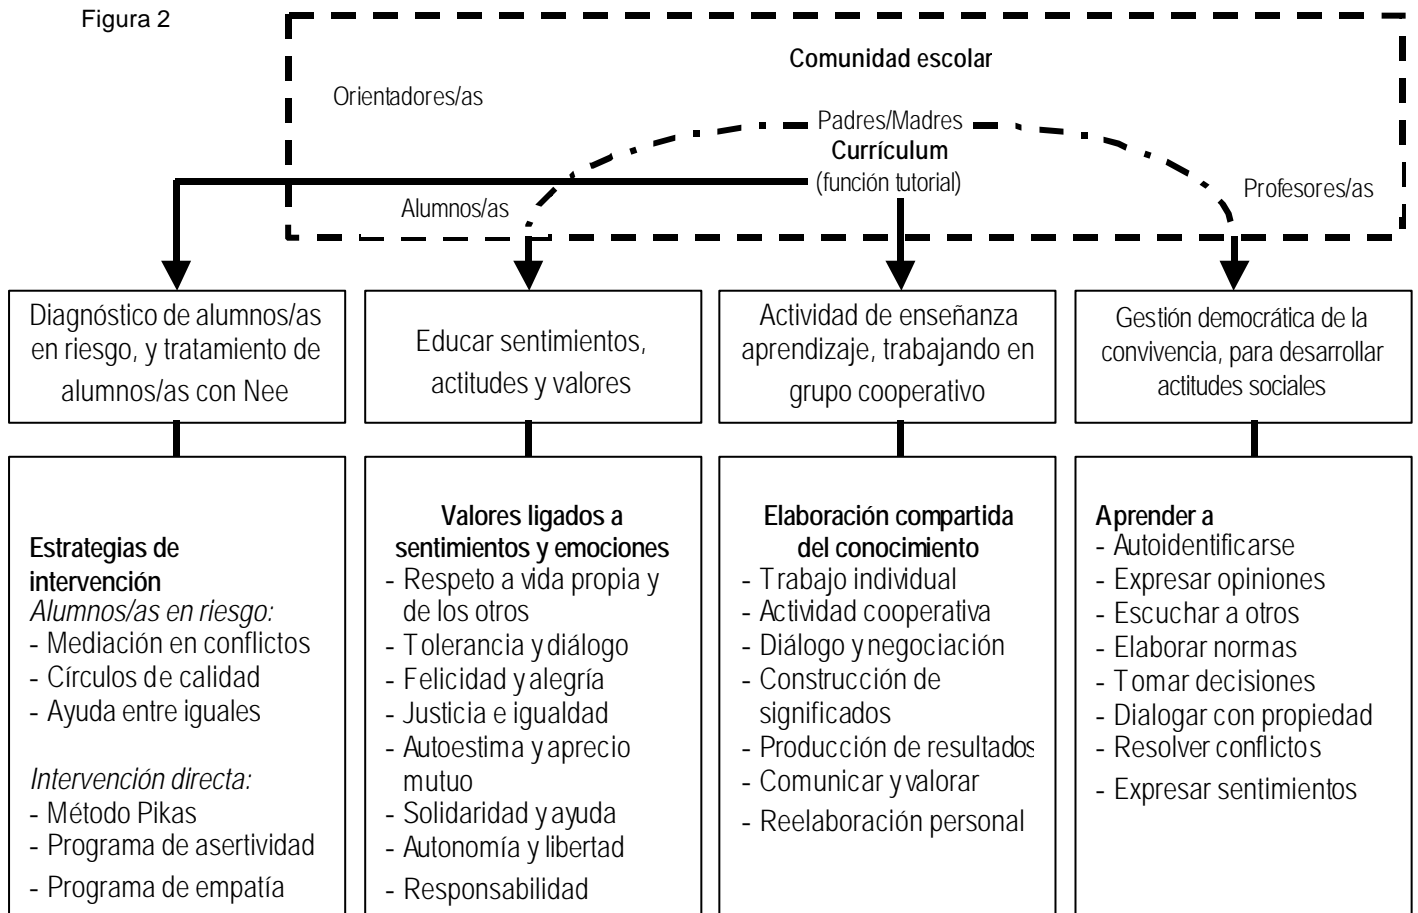 Figura 2
Comunidad escolar
Orientadores/as
Padres/Madres
Currículum
(función tutorial)
Alumnos/as
Profesores/as
Diagnóstico de alumnos/as
en riesgo, y tratamiento de
alumnos/as con Nee
Educar sentimientos,
actitudes y valores
Actividad de enseñanza
aprendizaje, trabajando en
grupo cooperativo
Gestión democrática de la
convivencia, para desarrollar
actitudes sociales
Estrategias de
intervención
Alumnos/as en riesgo:
- Mediación en conflictos
- Círculos de calidad
- Ayuda entre iguales
Intervención directa:
- Método Pikas
- Programa de asertividad
- Programa de empatía
Valores ligados a
sentimientos y emociones
- Respeto a vida propia y
de los otros
- Tolerancia y diálogo
- Felicidad y alegría
- Justicia e igualdad
- Autoestima y aprecio
mutuo
- Solidaridad y ayuda
- Autonomía y libertad
- Responsabilidad
Elaboración compartida
del conocimiento
- Trabajo individual
- Actividad cooperativa
- Diálogo y negociación
- Construcción de
significados
- Producción de resultados
- Comunicar y valorar
- Reelaboración personal
Aprender a
- Autoidentificarse
- Expresar opiniones
- Escuchar a otros
- Elaborar normas
- Tomar decisiones
- Dialogar con propiedad
- Resolver conflictos
- Expresar sentimientos